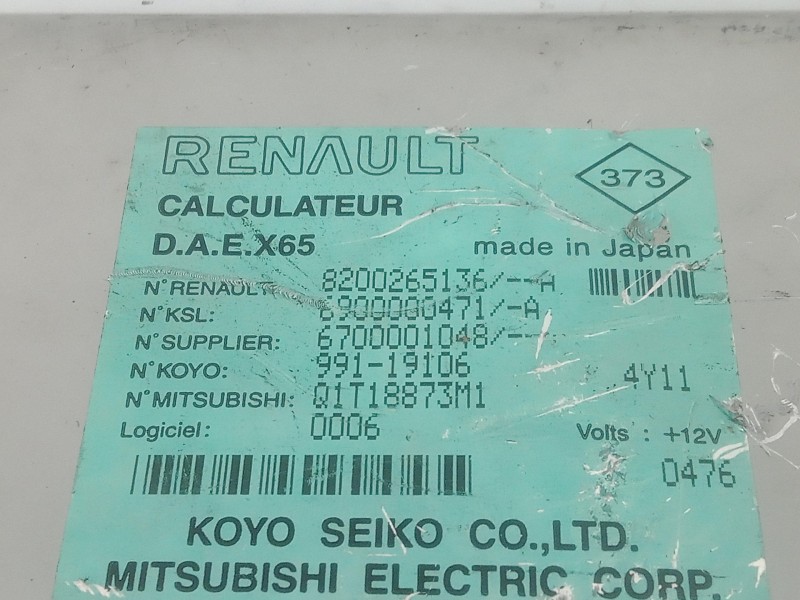 RENAULT
373
CALCULATEUR
D.A.E.X65 made in Japan
N°RENAULT: 8200265136/--A
N°KSL: 6900000471/-A
N°SUPPLIER: 6700001048/--
N°KOYO: 991-19106 4Y11
N°MITSUBISHI: Q1T18873M1
Logiciel: 0006 Volts : +12V
0476
KOYO SEIKO CO.,LTD.
MITSUBISHI ELECTRIC CORP.